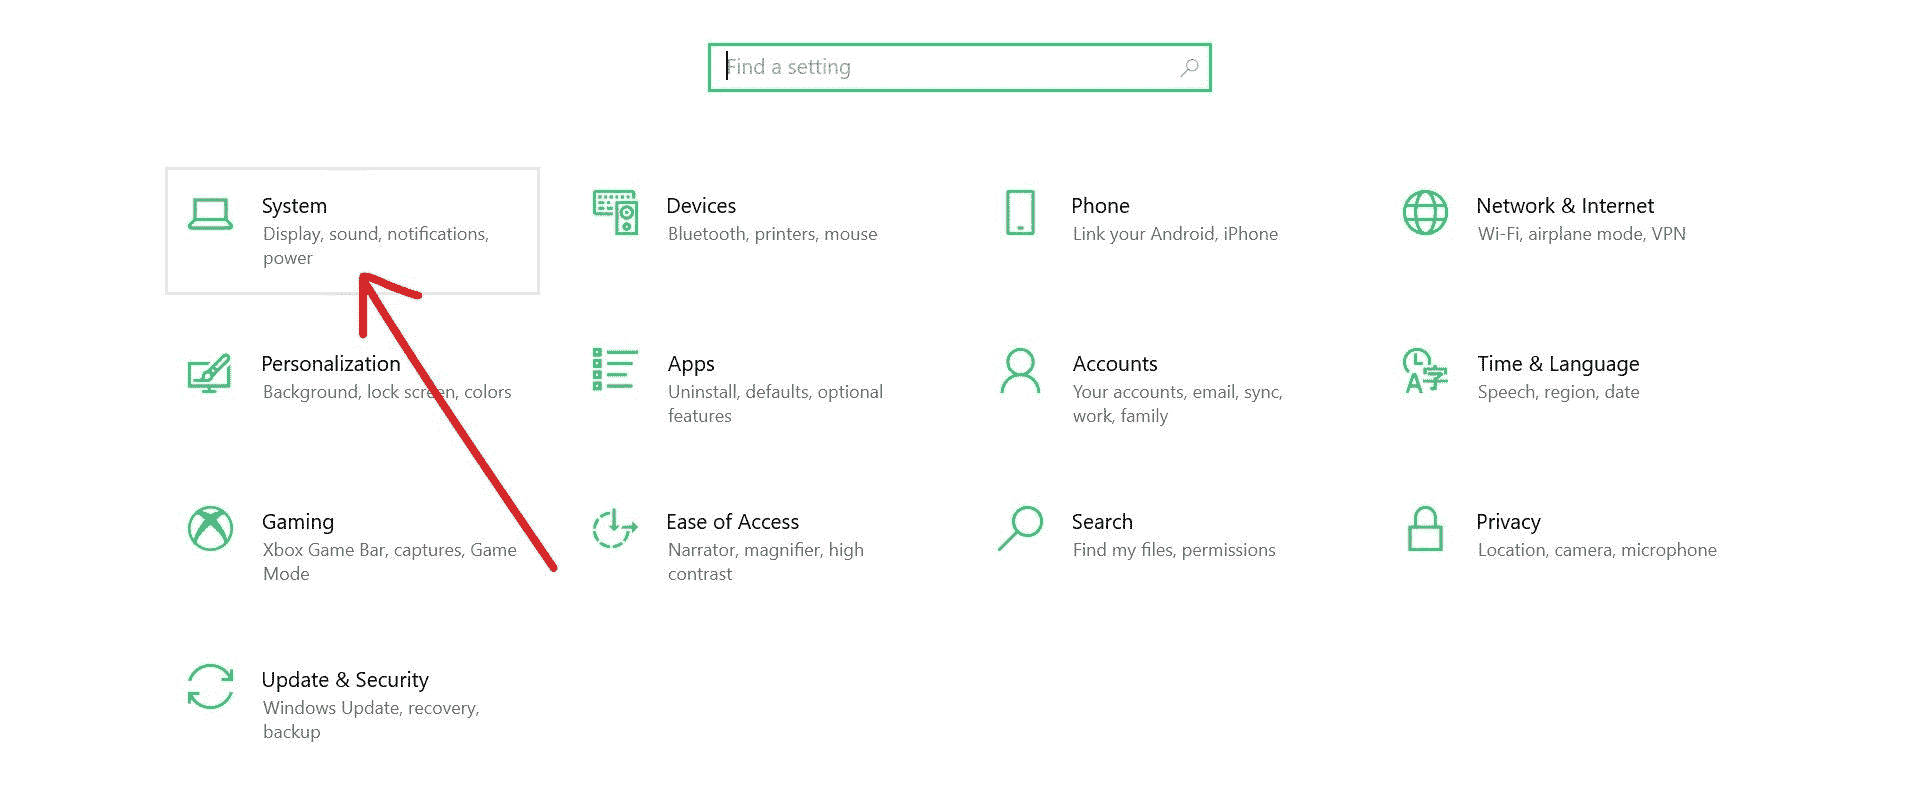 Find a setting
System
Display, sound, notifications,
power
Devices
Bluetooth, printers, mouse
Phone
Link your Android, iPhone
Network & Internet
Wi-Fi, airplane mode, VPN
Personalization
Background, lock screen, colors
Apps
Uninstall, defaults, optional
features
Accounts
Your accounts, email, sync,
work, family
Time & Language
Speech, region, date
Gaming
Xbox Game Bar, captures, Game
Mode
Ease of Access
Narrator, magnifier, high
contrast
Search
Find my files, permissions
Privacy
Location, camera, microphone
Update & Security
Windows Update, recovery,
backup